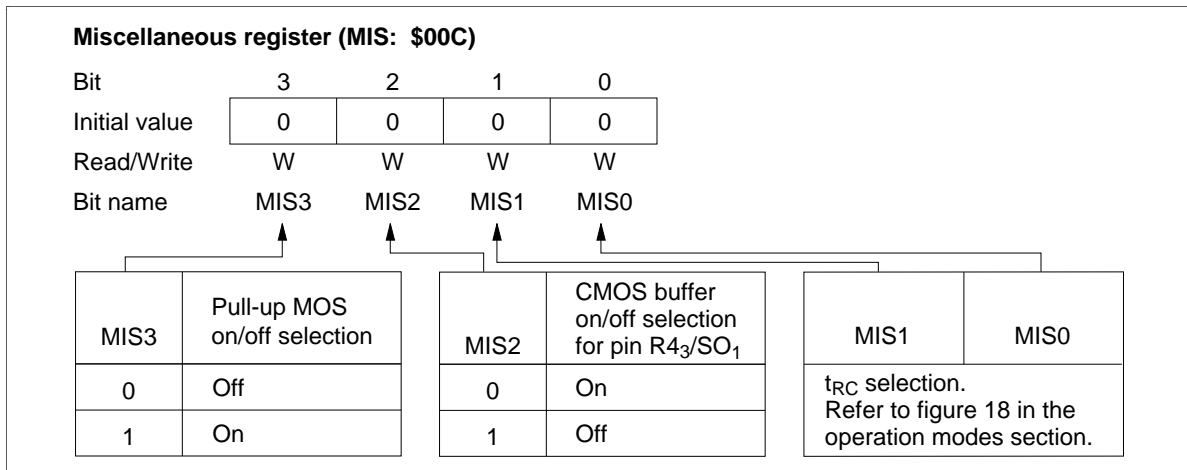 Miscellaneous register (MIS: $00C)
Bit 3 2 1 0
Initial value 0 0 0 0
Read/Write W W W W
Bit name MIS3 MIS2 MIS1 MIS0
MIS3
Pull-up MOS
on/off selection
0 Off
1 On
MIS2
CMOS buffer
on/off selection
for pin R4₃/SO₁
0 On
1 Off
MIS1 MIS0
tRC selection.
Refer to figure 18 in the
operation modes section.